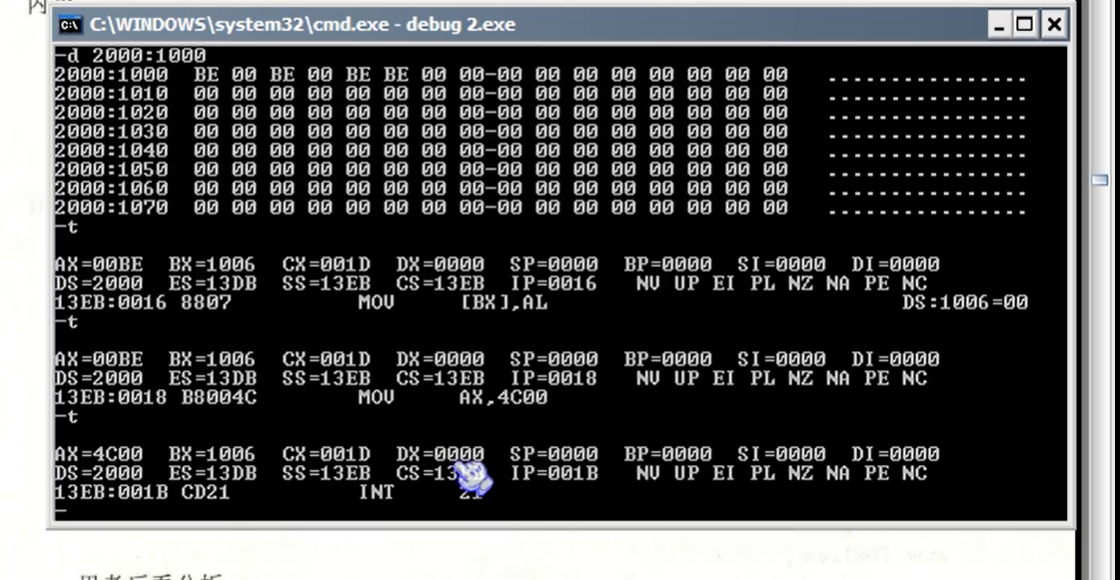 内
C:\WINDOWS\system32\cmd.exe - debug 2.exe
-d 2000:1000
2000:1000  BE 00 BE 00 BE BE 00 00-00 00 00 00 00 00 00 00   ................
2000:1010  00 00 00 00 00 00 00 00-00 00 00 00 00 00 00 00   ................
2000:1020  00 00 00 00 00 00 00 00-00 00 00 00 00 00 00 00   ................
2000:1030  00 00 00 00 00 00 00 00-00 00 00 00 00 00 00 00   ................
2000:1040  00 00 00 00 00 00 00 00-00 00 00 00 00 00 00 00   ................
2000:1050  00 00 00 00 00 00 00 00-00 00 00 00 00 00 00 00   ................
2000:1060  00 00 00 00 00 00 00 00-00 00 00 00 00 00 00 00   ................
2000:1070  00 00 00 00 00 00 00 00-00 00 00 00 00 00 00 00   ................
-t
AX=00BE  BX=1006  CX=001D  DX=0000  SP=0000  BP=0000  SI=0000  DI=0000
DS=2000  ES=13DB  SS=13EB  CS=13EB  IP=0016   NV UP EI PL NZ NA PE NC
13EB:0016 8807          MOV     [BX],AL                            DS:1006=00
-t
AX=00BE  BX=1006  CX=001D  DX=0000  SP=0000  BP=0000  SI=0000  DI=0000
DS=2000  ES=13DB  SS=13EB  CS=13EB  IP=0018   NV UP EI PL NZ NA PE NC
13EB:0018 B8004C        MOV     AX,4C00
-t
AX=4C00  BX=1006  CX=001D  DX=0000  SP=0000  BP=0000  SI=0000  DI=0000
DS=2000  ES=13DB  SS=13EB  CS=13  IP=001B   NV UP EI PL NZ NA PE NC
13EB:001B CD21          INT     21
-